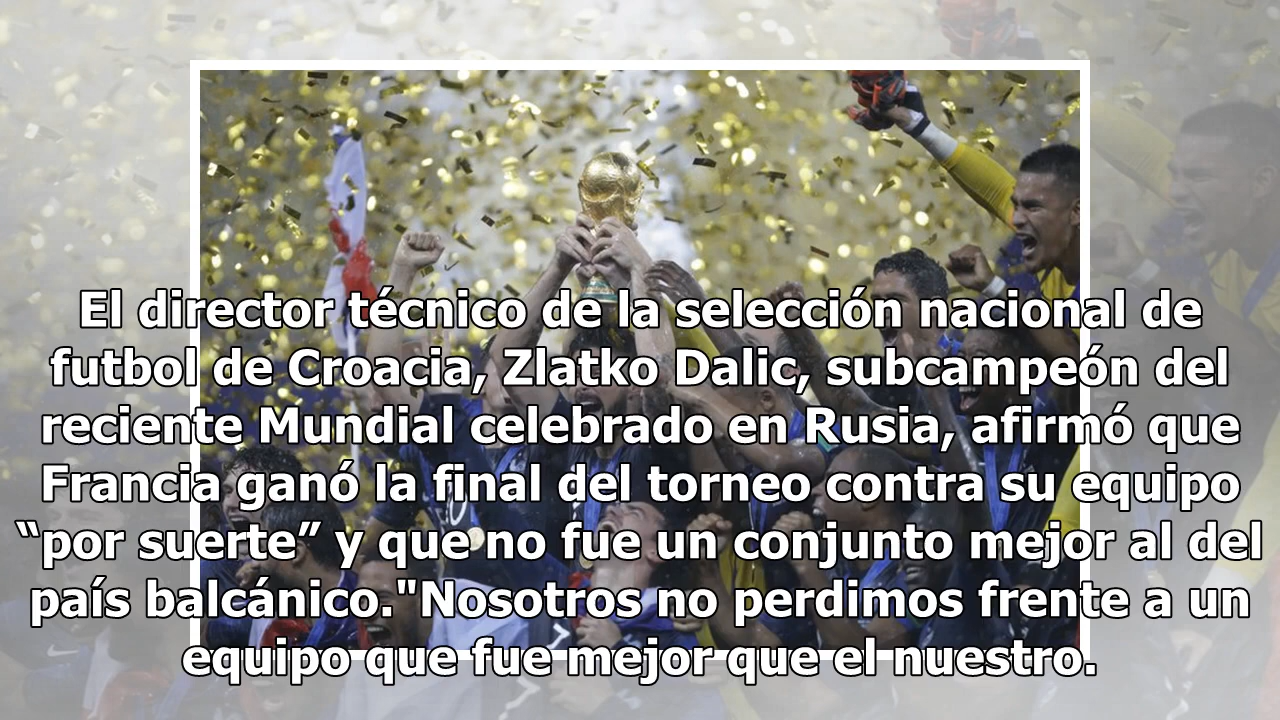 El director técnico de la selección nacional de
futbol de Croacia, Zlatko Dalic, subcampeón del
reciente Mundial celebrado en Rusia, afirmó que
Francia ganó la final del torneo contra su equipo
“por suerte” y que no fue un conjunto mejor al del
país balcánico."Nosotros no perdimos frente a un
equipo que fue mejor que el nuestro.